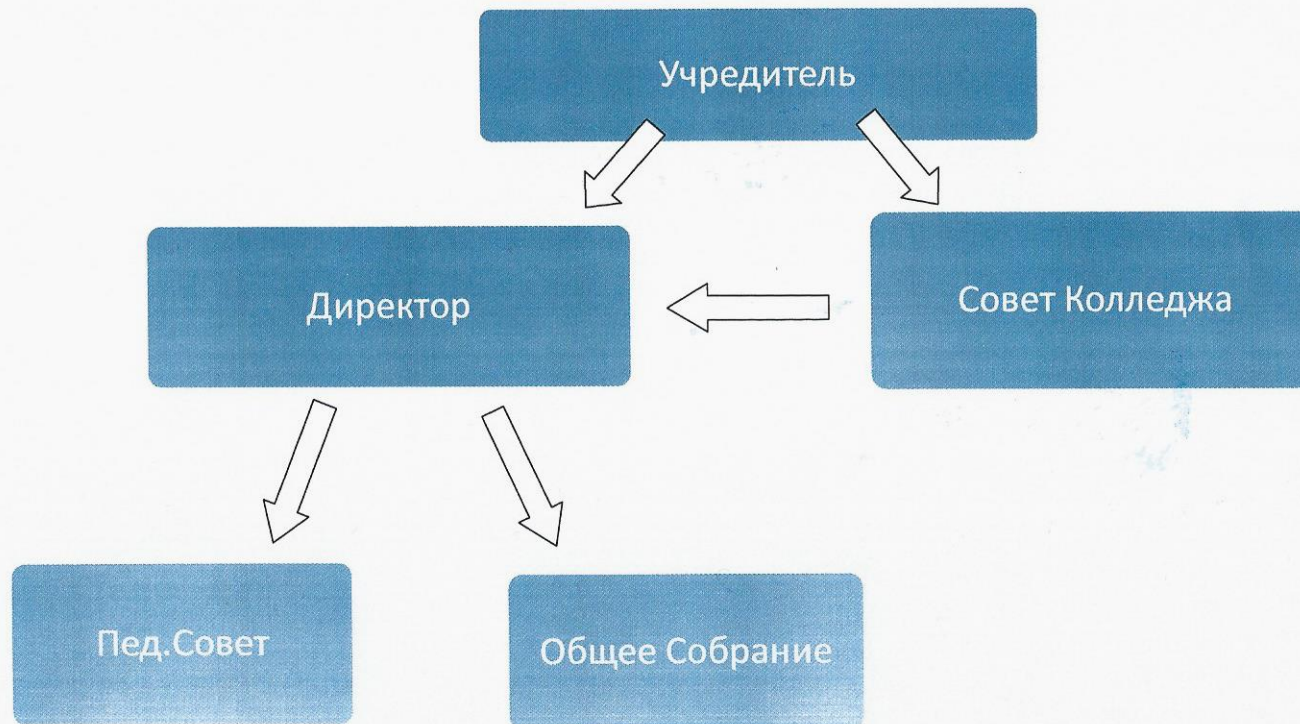 Учредитель
Директор
Совет Колледжа
Пед.Совет
Общее Собрание